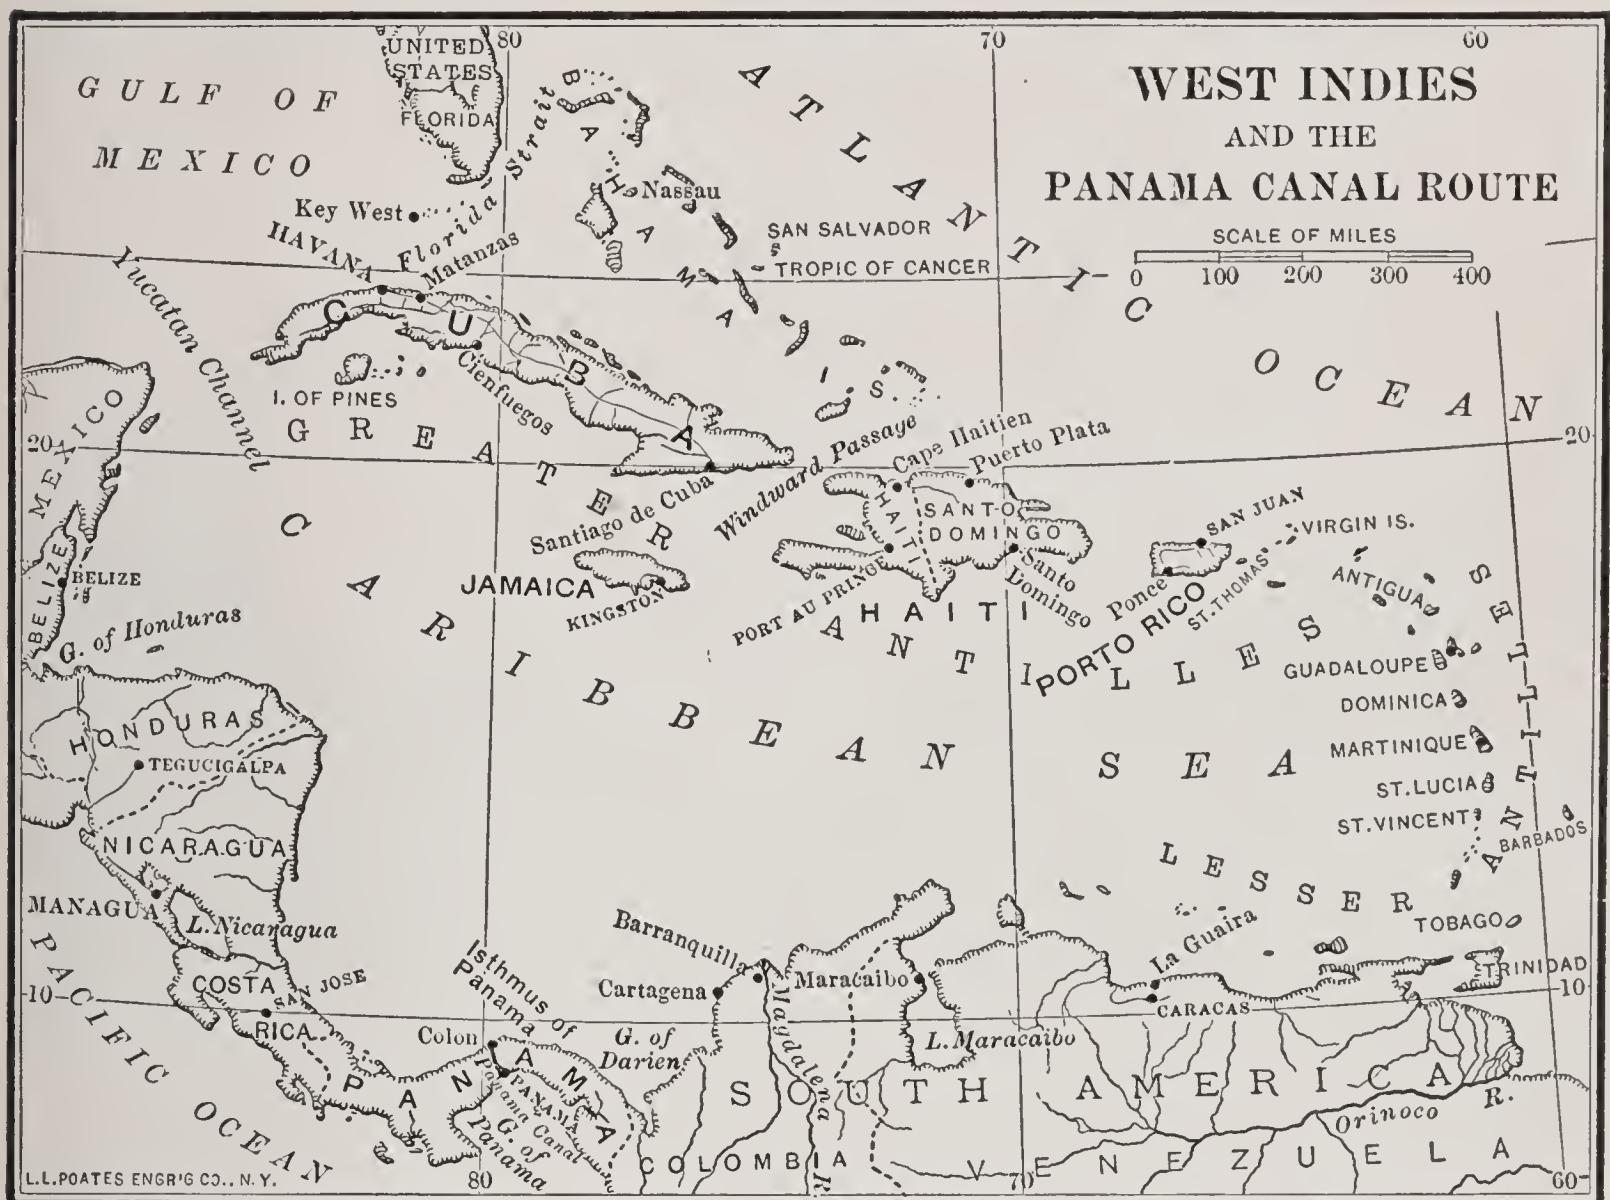 80
70
60
WEST INDIES
AND THE
PANAMA CANAL ROUTE
SCALE OF MILES
0 100 200 300 400
UNITED
STATES
FLORIDA
GULF OF
MEXICO
ATLANTIC OCEAN
BAHAMA IS.
Florida Strait
Nassau
Key West
HAVANA
Matanzas
SAN SALVADOR
TROPIC OF CANCER
Yucatan Channel
CUBA
Cienfuegos
I. OF PINES
GREATER ANTILLES
MEXICO
20
20
Windward Passage
Cape Haitien
Puerto Plata
Santiago de Cuba
HAITI
SANTO
DOMINGO
SAN JUAN
VIRGIN IS.
BELIZE
BELIZE
JAMAICA
KINGSTON
PORT AU PRINCE
Santo
Domingo
HAITI
Ponce
PORTO RICO
ST. THOMAS
ANTIGUA
G. of Honduras
CARIBBEAN SEA
GUADALOUPE
DOMINICA
MARTINIQUE
ST. LUCIA
ST. VINCENT
BARBADOS
LESSER ANTILLES
HONDURAS
TEGUCIGALPA
NICARAGUA
MANAGUA
L. Nicaragua
Barranquilla
La Guaira
TOBAGO
TRINIDAD
PACIFIC OCEAN
COSTA
RICA
SAN JOSE
Isthmus of
Panama
Cartagena
Maracaibo
CARACAS
10
10
Colon
G. of
Darien
Magdalena R.
L. Maracaibo
PANAMA
PANAMA
Panama Canal
G. of
Panama
SOUTH AMERICA
Orinoco R.
COLOMBIA
VENEZUELA
L.L.POATES ENGR'G CO., N.Y.
80
70
60